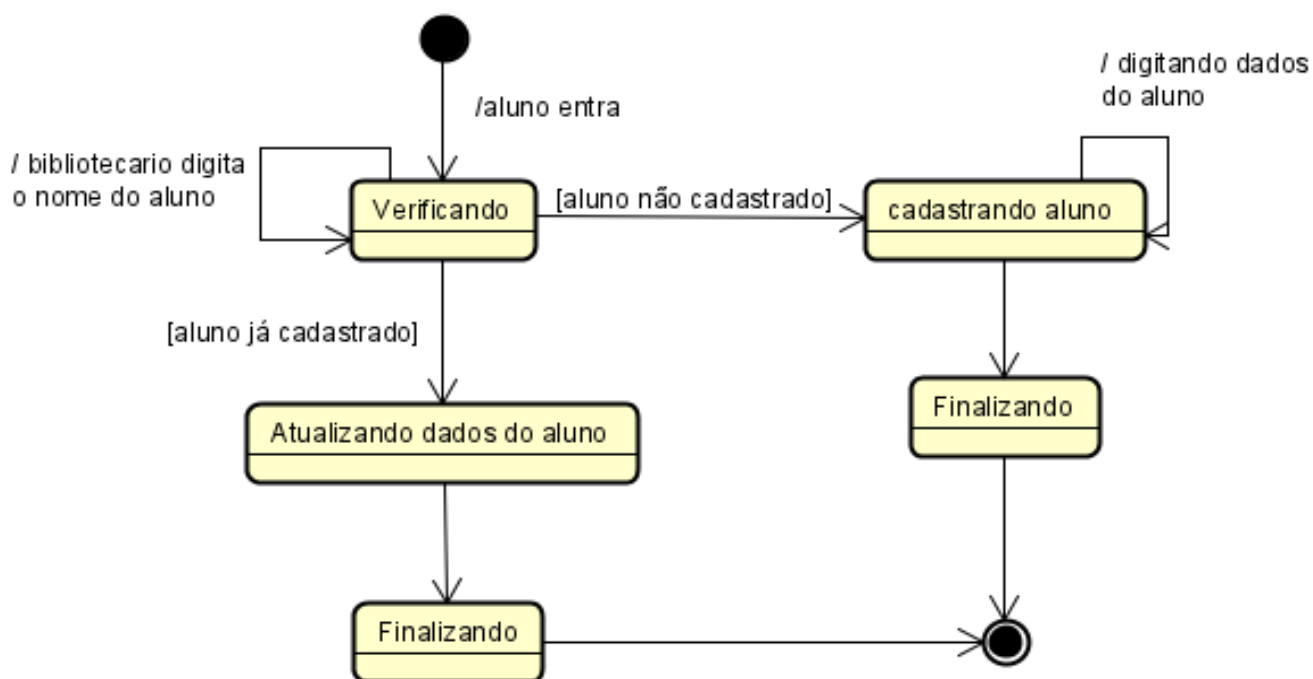 /aluno entra
/ digitando dados
do aluno
/ bibliotecario digita
o nome do aluno
Verificando
[aluno não cadastrado]
cadastrando aluno
[aluno já cadastrado]
Atualizando dados do aluno
Finalizando
Finalizando